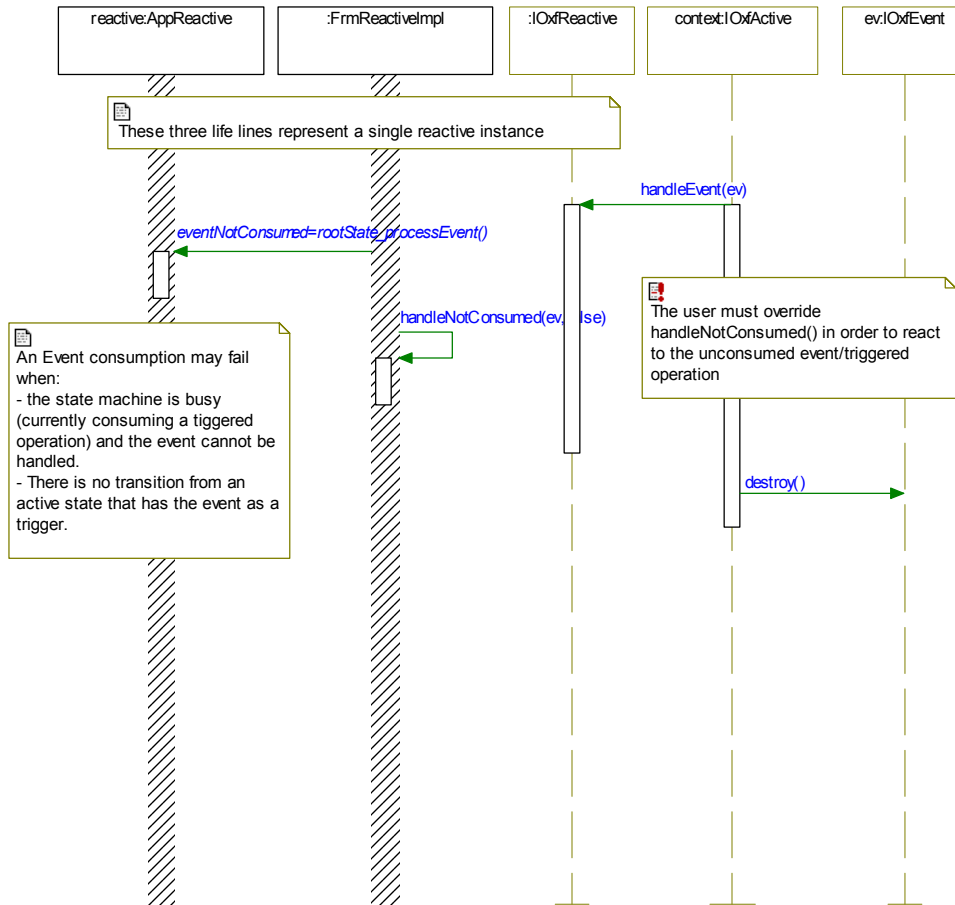 reactive:AppReactive
:FrmReactiveImpl
:IOxfReactive
context:IOxfActive
ev:IOxfEvent
These three life lines represent a single reactive instance
handleEvent(ev)
eventNotConsumed=rootState_processEvent()
The user must override
handleNotConsumed() in order to react
to the unconsumed event/triggered
operation
handleNotConsumed(ev, lse)
An Event consumption may fail
when:
- the state machine is busy
(currently consuming a tiggered
operation) and the event cannot be
handled.
- There is no transition from an
active state that has the event as a
trigger.
destroy()